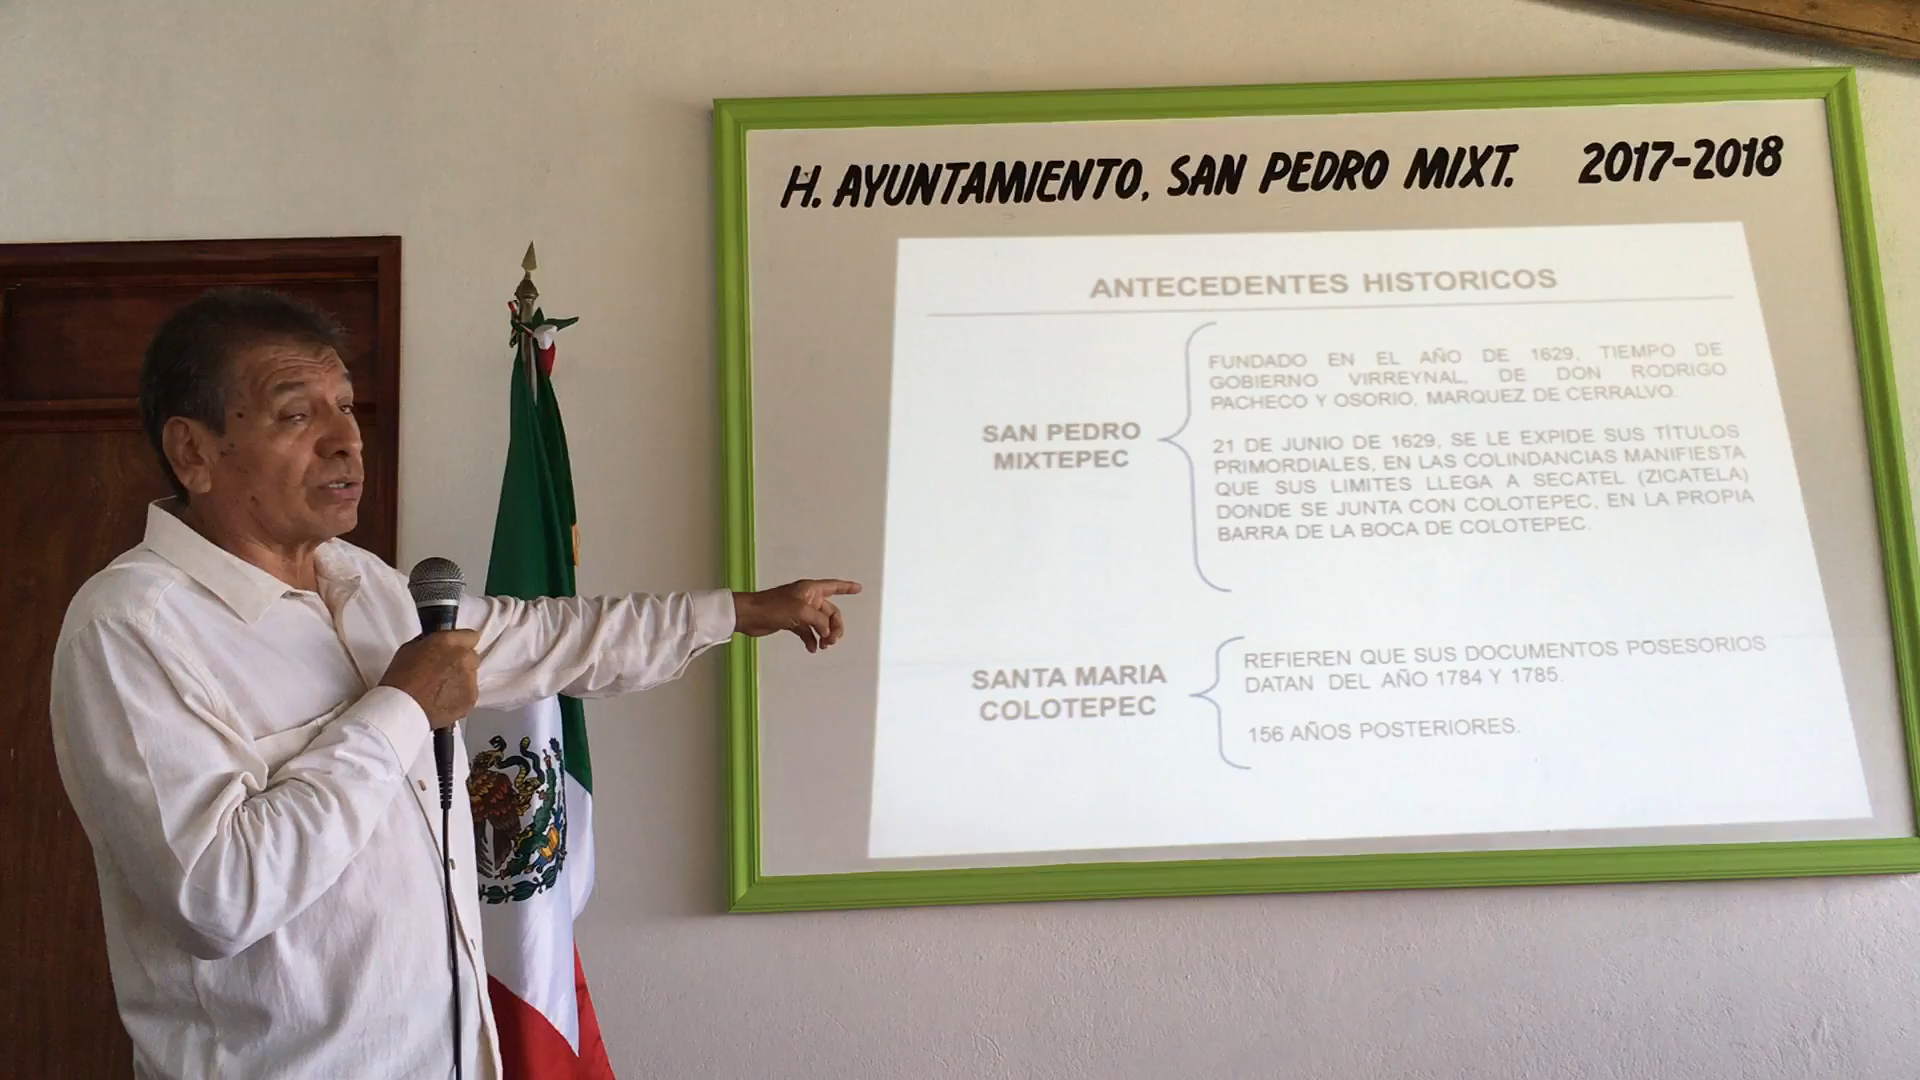 H. AYUNTAMIENTO, SAN PEDRO MIXT. 2017-2018
ANTECEDENTES HISTORICOS
SAN PEDRO
MIXTEPEC
FUNDADO EN EL AÑO DE 1629, TIEMPO DE
GOBIERNO VIRREYNAL, DE DON RODRIGO
PACHECO Y OSORIO, MARQUEZ DE CERRALVO.
21 DE JUNIO DE 1629, SE LE EXPIDE SUS TÍTULOS
PRIMORDIALES, EN LAS COLINDANCIAS MANIFIESTA
QUE SUS LIMITES LLEGA A SECATEL (ZICATELA)
DONDE SE JUNTA CON COLOTEPEC, EN LA PROPIA
BARRA DE LA BOCA DE COLOTEPEC.
SANTA MARIA
COLOTEPEC
REFIEREN QUE SUS DOCUMENTOS POSESORIOS
DATAN DEL AÑO 1784 Y 1785.
156 AÑOS POSTERIORES.